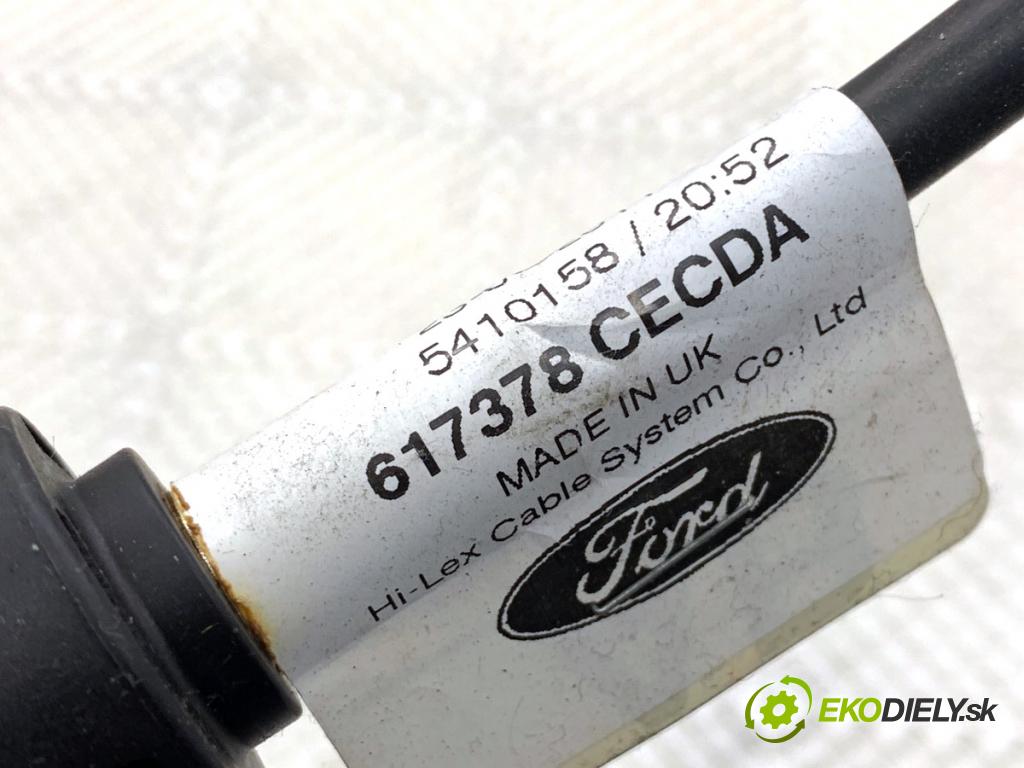 5410158 / 20:52
617378 CECDA
MADE IN UK
Hi-Lex Cable System Co., Ltd
Ford
EKODIELY.sk